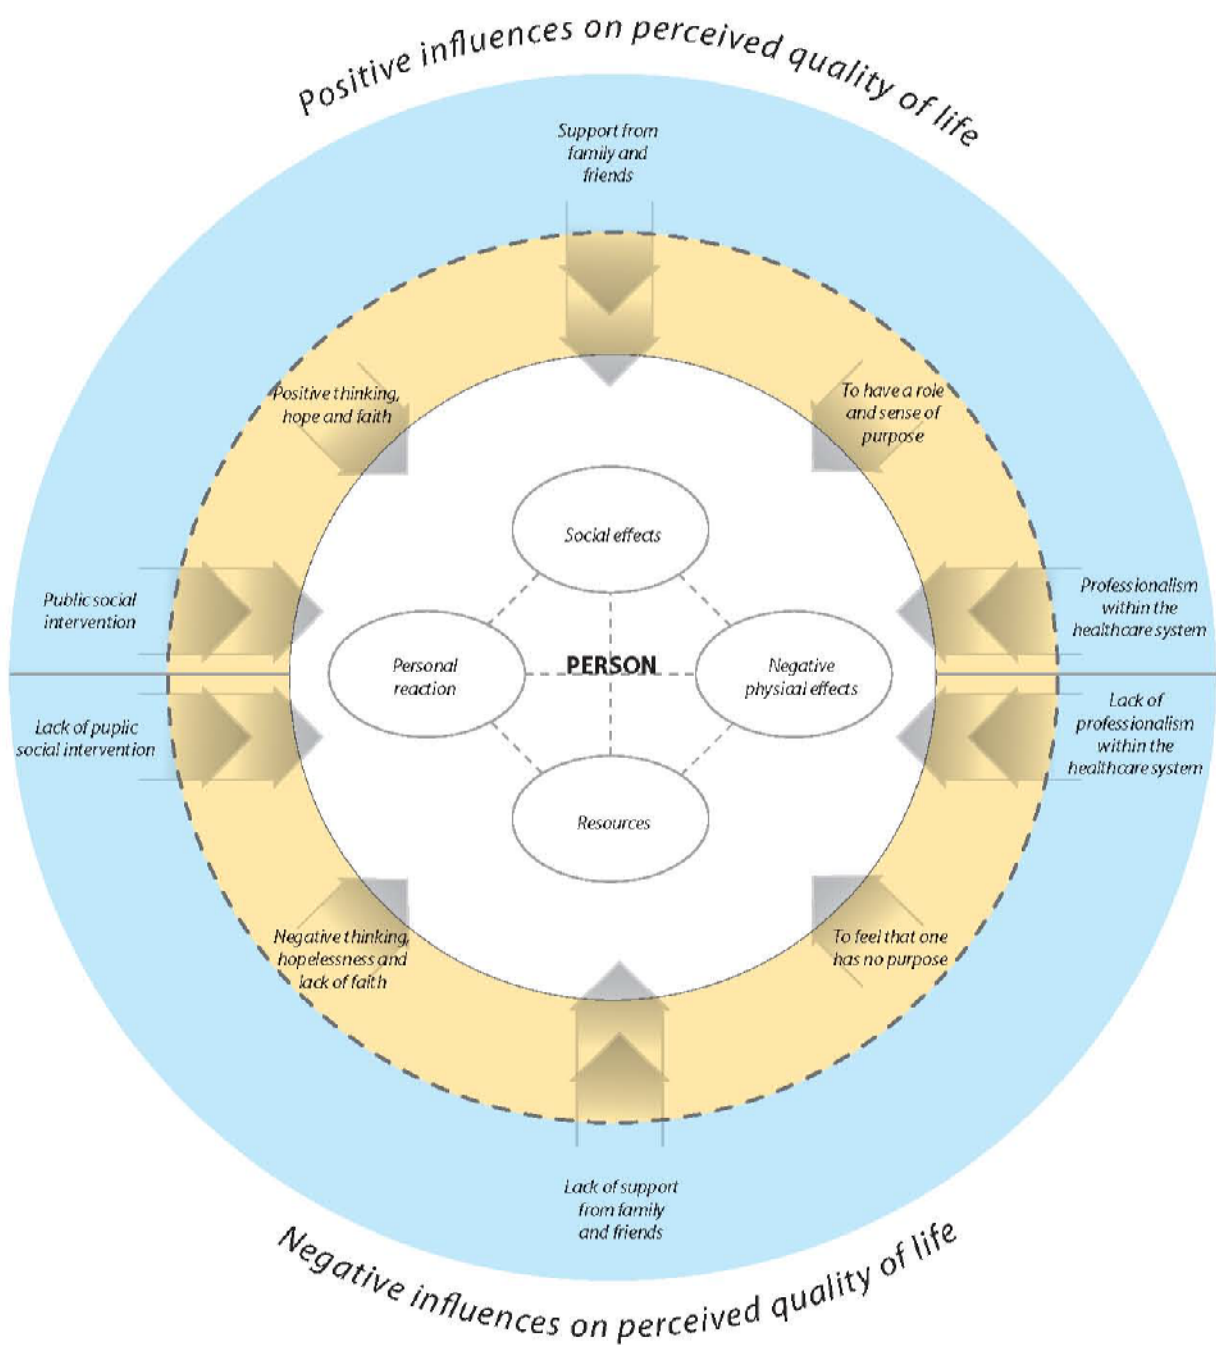 Positive influences on perceived quality of life
Support from
family and
friends
Positive thinking,
hope and faith
To have a role
and sense of
purpose
Social effects
Public social
intervention
Professionalism
within the
healthcare system
Personal
reaction
PERSON
Negative
physical effects
Lack of puplic
social intervention
Lack of
professionalism
within the
healthcare system
Resources
Negative thinking,
hopelessness and
lack of faith
To feel that one
has no purpose
Lack of support
from family
and friends
Negative influences on perceived quality of life